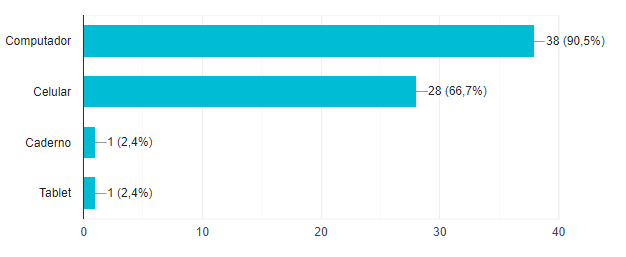 Computador 38 (90,5%)
Celular 28 (66,7%)
Caderno 1 (2,4%)
Tablet 1 (2,4%)
0 10 20 30 40